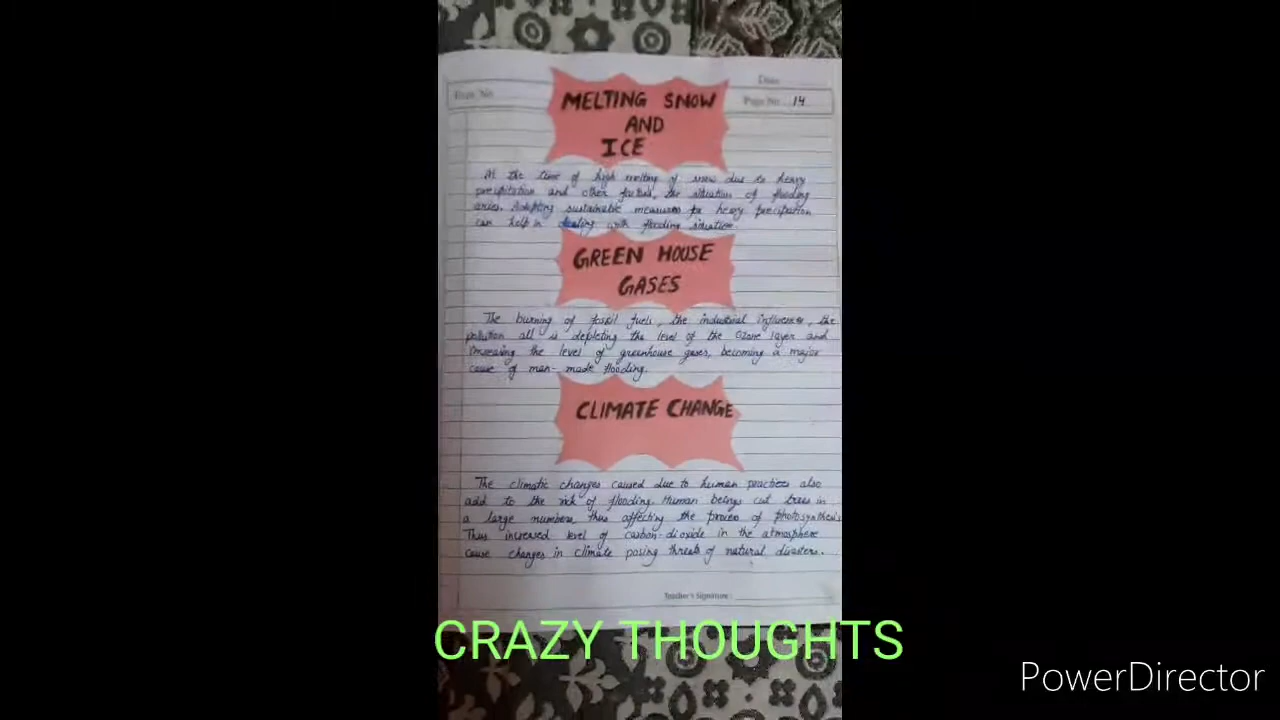 Date
Expt. No.
Page No. 14
MELTING SNOW
AND
ICE
At the time of high melting of snow due to heavy
precipitation and other factors, the situation of flooding
arises. Adopting sustainable measures for heavy precipitation
can help in dealing with flooding situation
GREEN HOUSE
GASES
The burning of fossil fuels, the industrial influences, the
pollution all is depleting the level of the Ozone layer and
increasing the level of greenhouse gases, becoming a major
cause of man-made flooding.
CLIMATE CHANGE
The climatic changes caused due to human practices also
add to the risk of flooding. Human beings cut trees in
a large numbers, thus affecting the process of photosynthesis.
Thus increased level of carbon-dioxide in the atmosphere
cause changes in climate posing threats of natural disasters.
Teacher's Signature:
CRAZY THOUGHTS
PowerDirector